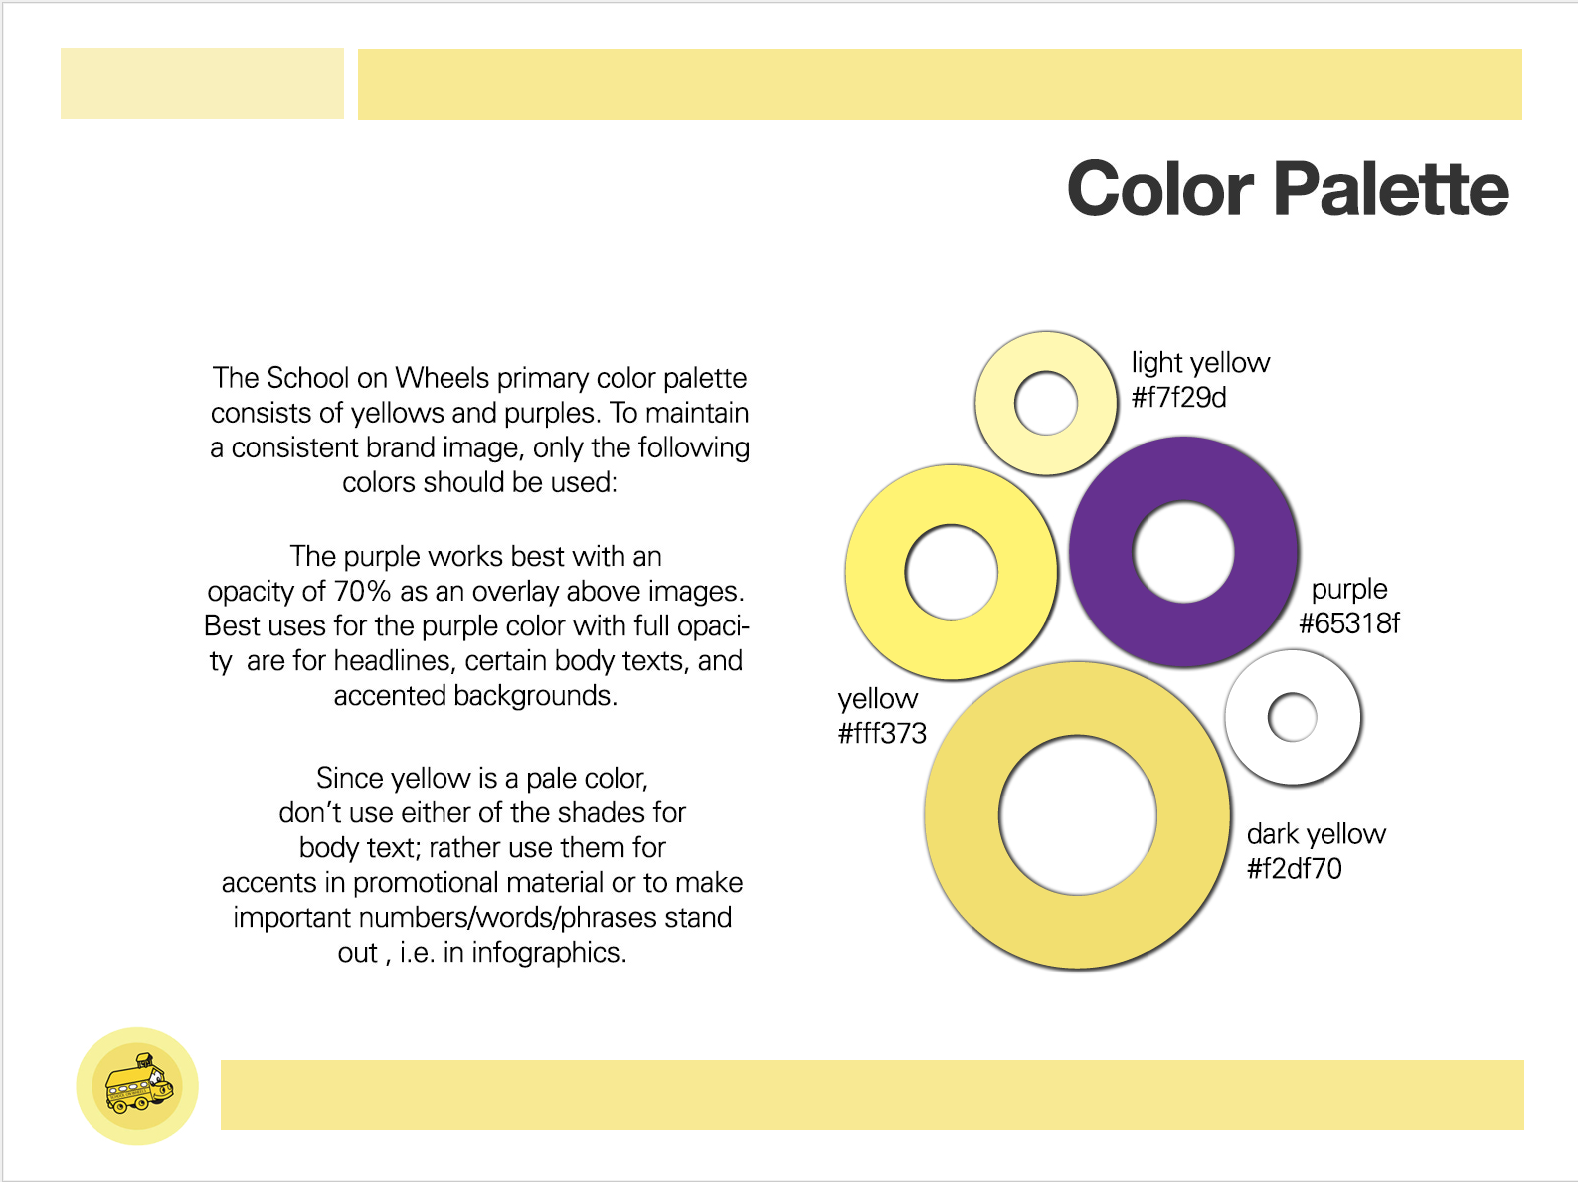 Color Palette
The School on Wheels primary color palette
consists of yellows and purples. To maintain
a consistent brand image, only the following
colors should be used:
The purple works best with an
opacity of 70% as an overlay above images.
Best uses for the purple color with full opaci-
ty  are for headlines, certain body texts, and
accented backgrounds.
Since yellow is a pale color,
don’t use either of the shades for
body text; rather use them for
accents in promotional material or to make
important numbers/words/phrases stand
out , i.e. in infographics.
light yellow
#f7f29d
purple
#65318f
yellow
#fff373
dark yellow
#f2df70